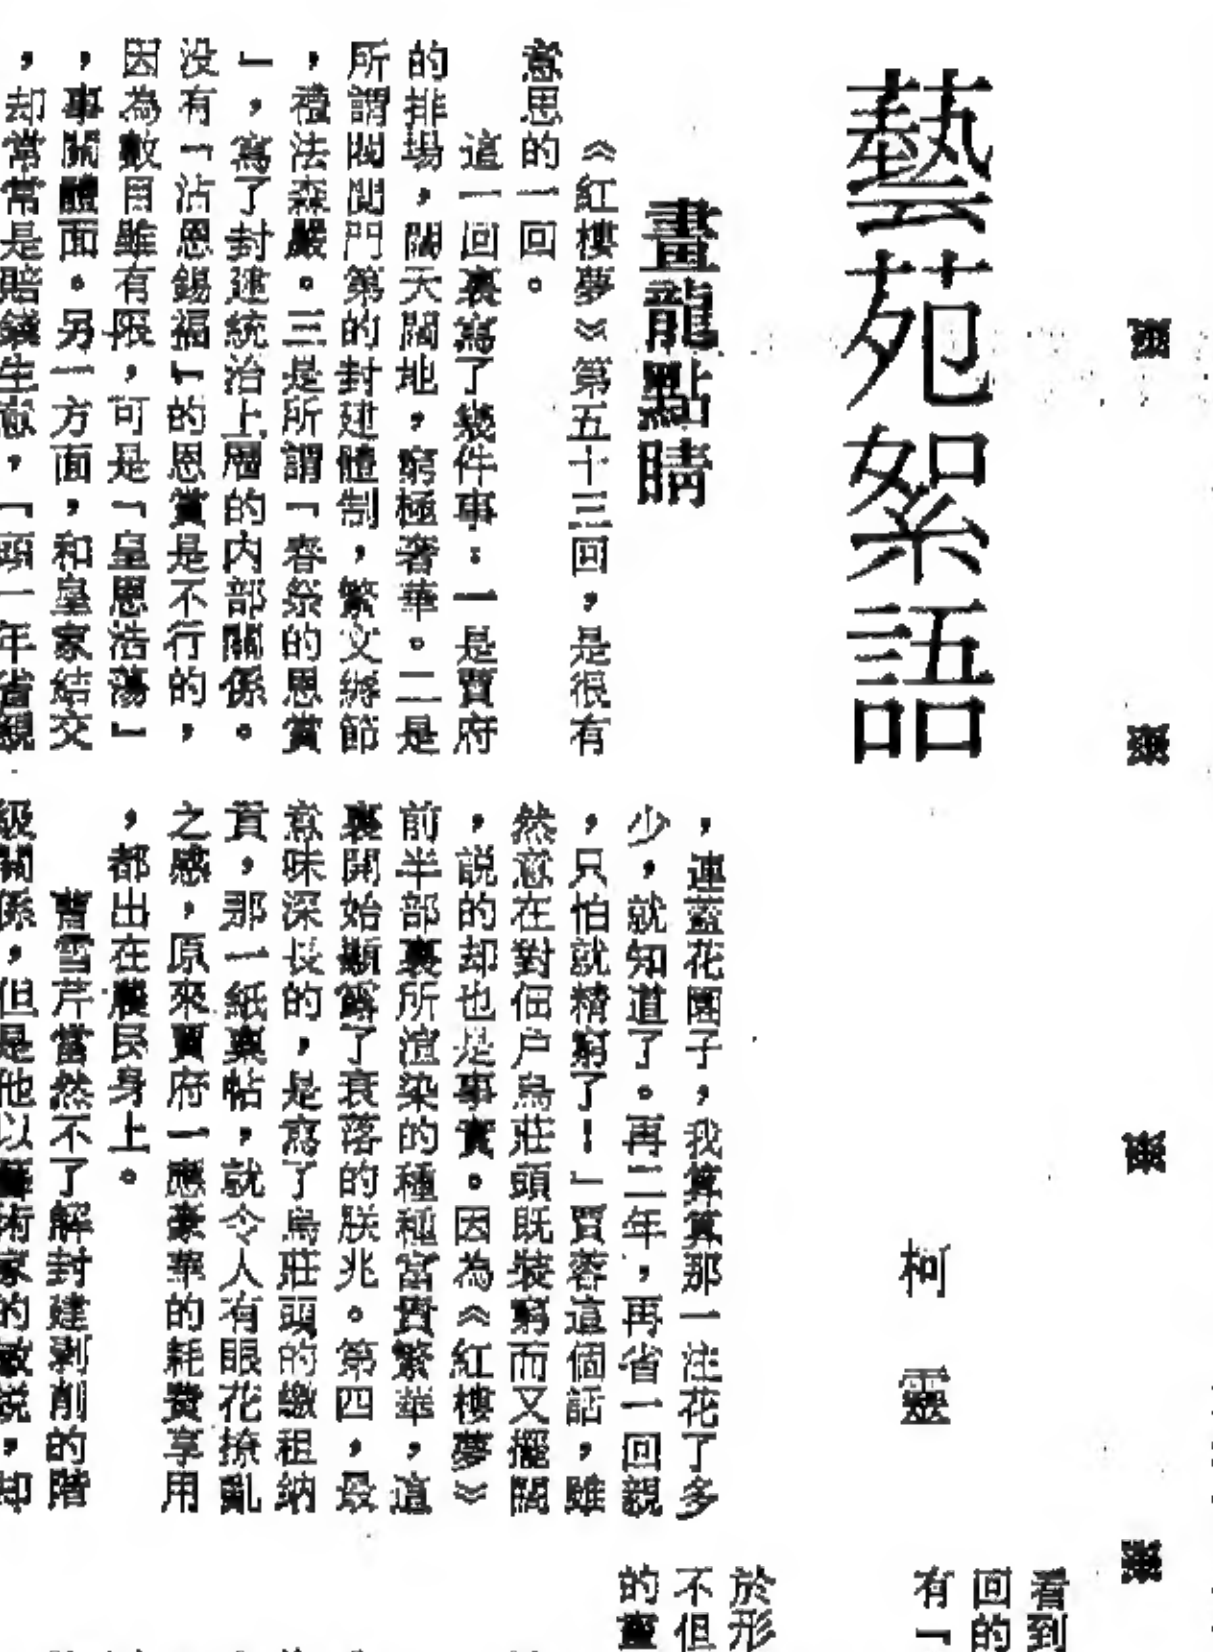 藝苑絮語
柯靈
畫龍點睛
《紅樓夢》第五十三回，是很有
意思的一回。
這一回裏寫了幾件事：一是賈府
的排場，闊天闊地，窮極奢華。二是
所謂閥閱門第的封建體制，繁文縟節
，禮法森嚴。三是所謂「春祭的恩賞
」，寫了封建統治上層的內部關係。
没有「沾恩錫福」的恩賞是不行的，
因為數目雖有限，可是「皇恩浩蕩」
，事關體面。另一方面，和皇家結交
，却常常是賠錢生意，「頭一年省親
，連蓋花園子，我算算那一注花了多
少，就知道了。再二年，再省一回親
，只怕就精窮了！」賈蓉這個話，雖
然意在對佃户烏莊頭既裝窮而又擺闊
，説的却也是事實。因為《紅樓夢》
前半部裏所渲染的種種富貴繁華，這
裏開始顯露了衰落的朕兆。第四，最
意味深長的，是寫了烏莊頭的繳租納
貢，那一紙稟帖，就令人有眼花撩亂
之感，原來賈府一應豪華的耗費享用
，都出在農民身上。
曹雪芹當然不了解封建剥削的階
級關係，但是他以藝術家的敏鋭，却
看到
回的
有「
於形
不但
的